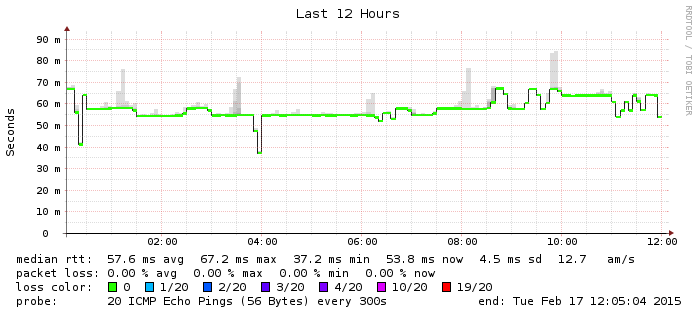 Last 12 Hours
RRDTOOL / TOBI OETIKER
Seconds
90 m
80 m
70 m
60 m
50 m
40 m
30 m
20 m
10 m
0
02:00 04:00 06:00 08:00 10:00 12:00
median rtt: 57.6 ms avg 67.2 ms max 37.2 ms min 53.8 ms now 4.5 ms sd 12.7 am/s
packet loss: 0.00 % avg 0.00 % max 0.00 % min 0.00 % now
loss color: 0 1/20 2/20 3/20 4/20 10/20 19/20
probe: 20 ICMP Echo Pings (56 Bytes) every 300s end: Tue Feb 17 12:05:04 2015